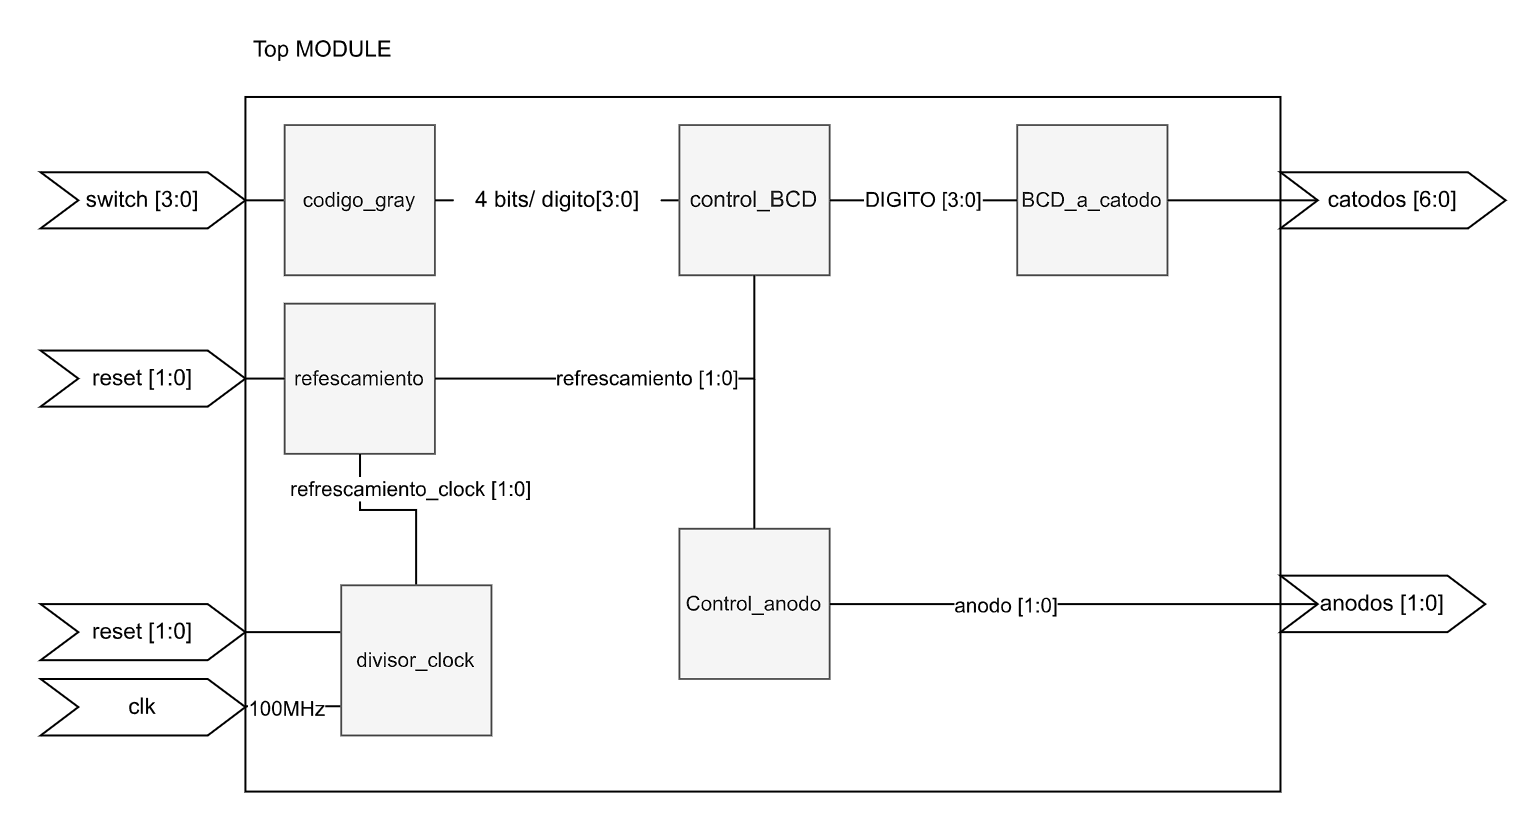 Top MODULE
switch [3:0]
codigo_gray
4 bits/ digito[3:0]
control_BCD
DIGITO [3:0]
BCD_a_catodo
catodos [6:0]
reset [1:0]
refescamiento
refrescamiento [1:0]
refrescamiento_clock [1:0]
reset [1:0]
divisor_clock
Control_anodo
anodo [1:0]
anodos [1:0]
clk
100MHz